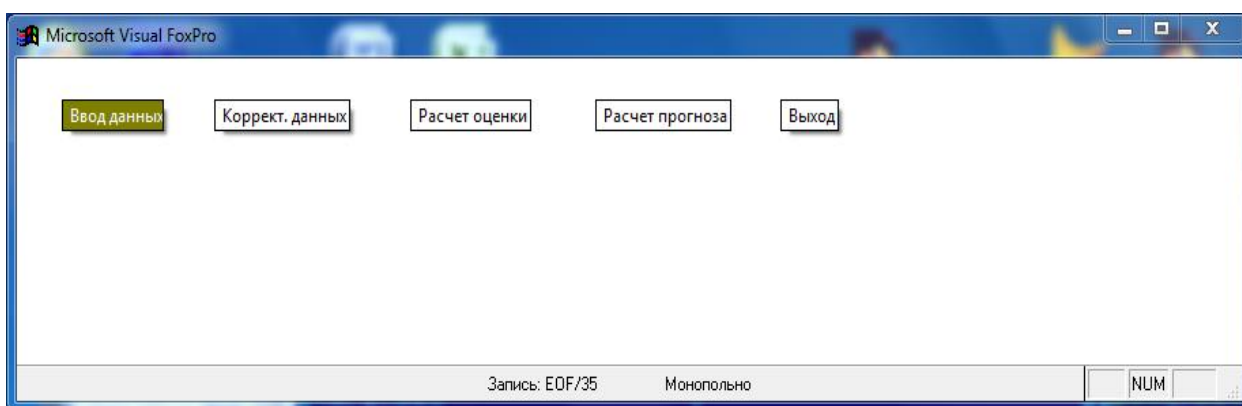 Microsoft Visual FoxPro
Ввод данных Коррект. данных Расчет оценки Расчет прогноза Выход
Запись: EOF/35 Монопольно NUM